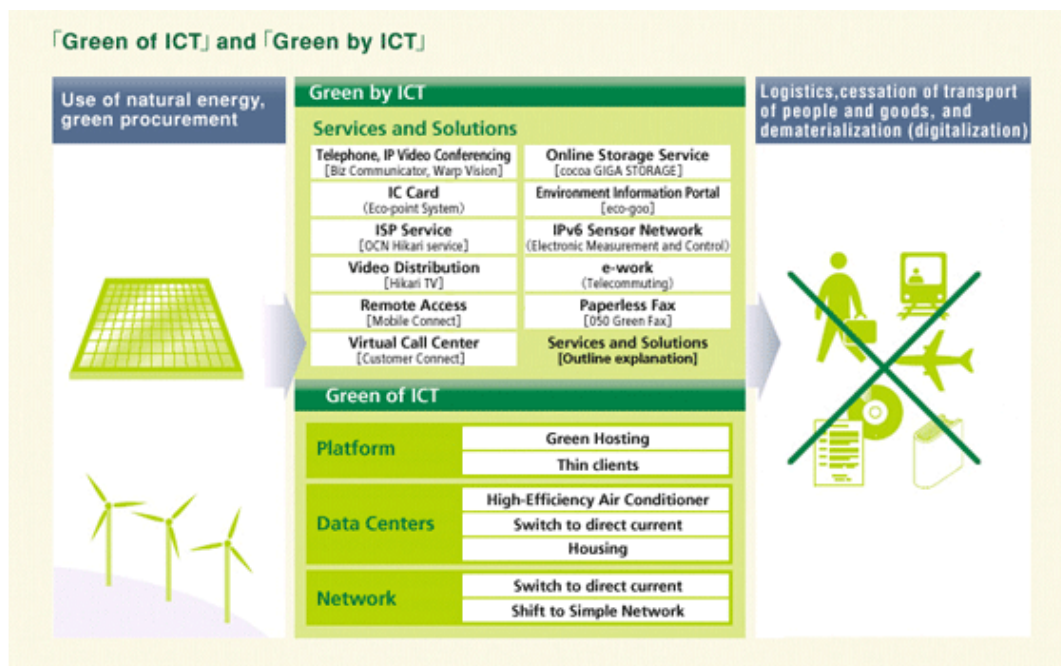 「Green of ICT」 and 「Green by ICT」
Use of natural energy,
green procurement
Green by ICT
Services and Solutions
Telephone, IP Video Conferencing
[Biz Communicator, Warp Vision]
Online Storage Service
[cocoa GIGA STORAGE]
IC Card
(Eco-point System)
Environment Information Portal
[eco-goo]
ISP Service
[OCN Hikari service]
IPv6 Sensor Network
(Electronic Measurement and Control)
Video Distribution
[Hikari TV]
e-work
(Telecommuting)
Remote Access
[Mobile Connect]
Paperless Fax
[050 Green Fax]
Virtual Call Center
[Customer Connect]
Services and Solutions
[Outline explanation]
Green of ICT
Platform
Green Hosting
Thin clients
Data Centers
High-Efficiency Air Conditioner
Switch to direct current
Housing
Network
Switch to direct current
Shift to Simple Network
Logistics,cessation of transport
of people and goods, and
dematerialization (digitalization)